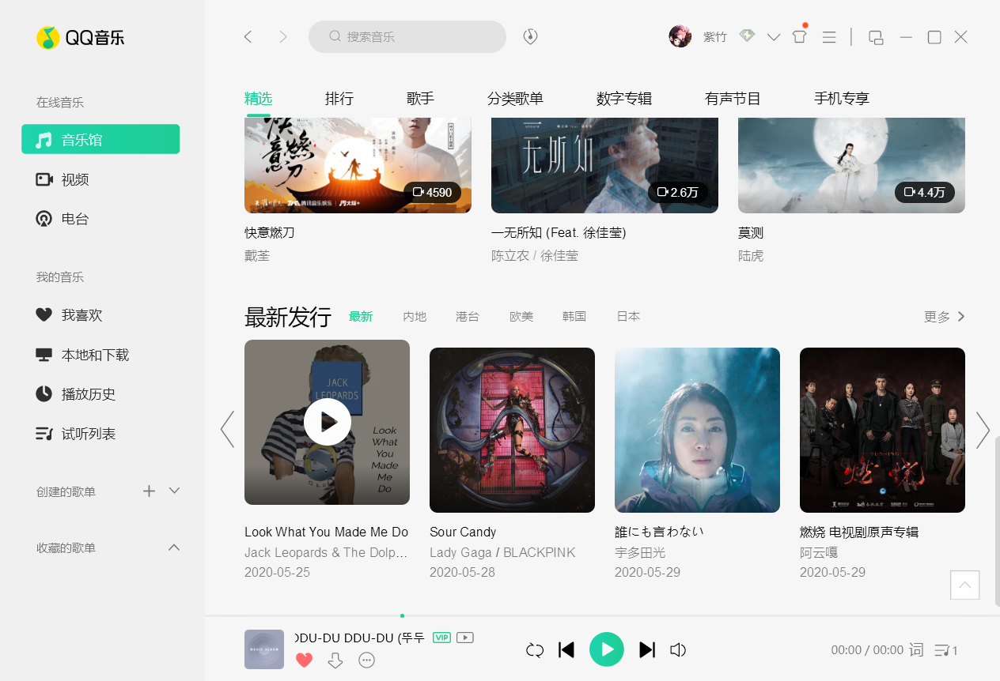 QQ音乐
搜索音乐
紫竹
在线音乐
音乐馆
视频
电台
我的音乐
我喜欢
本地和下载
播放历史
试听列表
创建的歌单
收藏的歌单
精选 排行 歌手 分类歌单 数字专辑 有声节目 手机专享
快意燃刀
4590
一无所知
2.6万
4.4万
快意燃刀 一无所知 (Feat. 徐佳莹) 莫测
戴荃 陈立农 / 徐佳莹 陆虎
最新发行 最新 内地 港台 欧美 韩国 日本 更多
JACK
LEOPARDS
Look
What
You
Made
Me
Do
燃烧
Look What You Made Me Do Sour Candy 誰にも言わない 燃烧 电视剧原声专辑
Jack Leopards & The Dolp... Lady Gaga / BLACKPINK 宇多田光 阿云嘎
2020-05-25 2020-05-28 2020-05-29 2020-05-29
MUSIC ALBUM
DDU-DU DDU-DU (뚜두 VIP
00:00 / 00:00 词 1